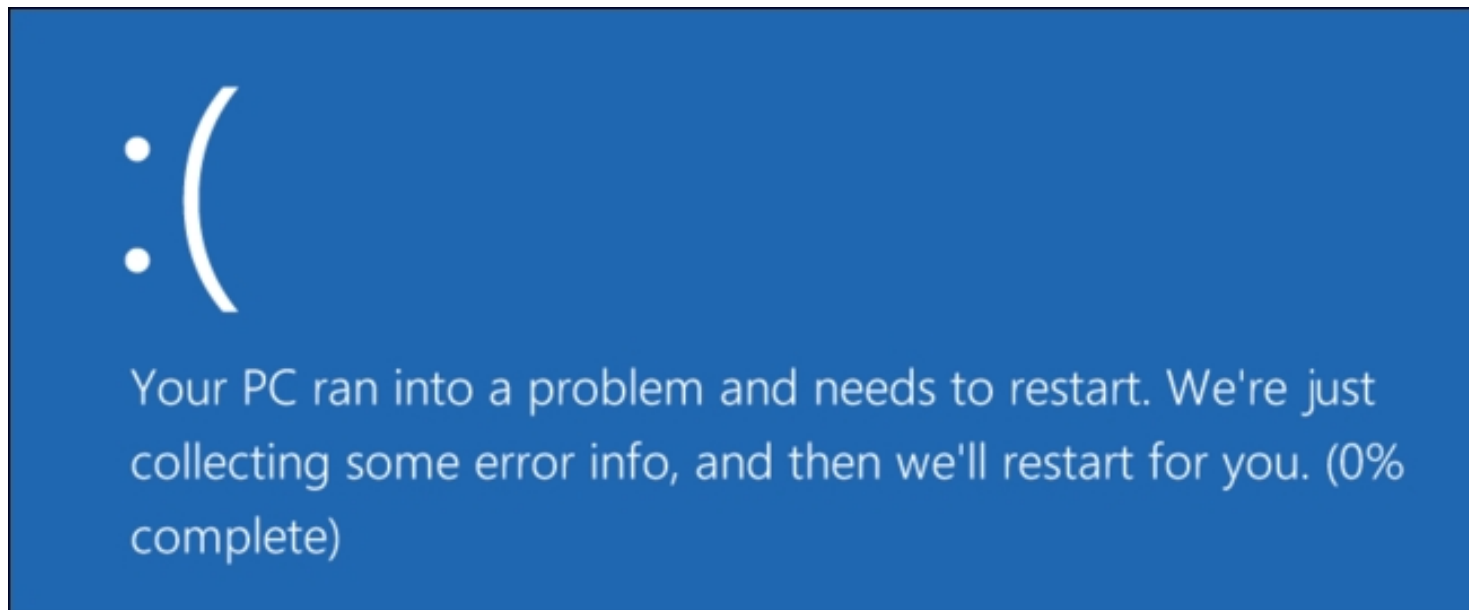 :(
Your PC ran into a problem and needs to restart. We're just
collecting some error info, and then we'll restart for you. (0%
complete)